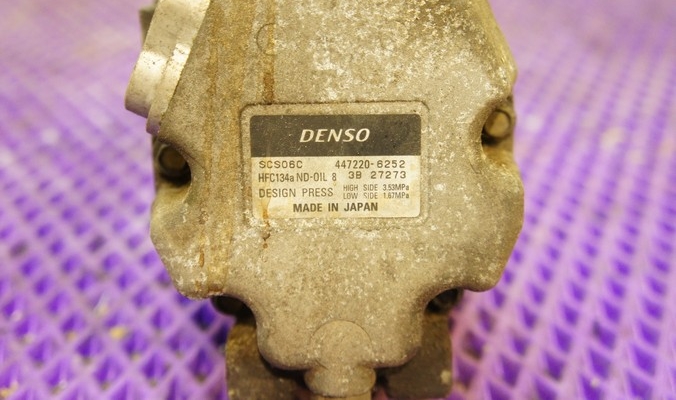 DENSO
SCS06C 447220-6252
HFC134a ND-OIL 8 3B 27273
DESIGN PRESS HIGH SIDE 3.53MPa
LOW SIDE 1.67MPa
MADE IN JAPAN